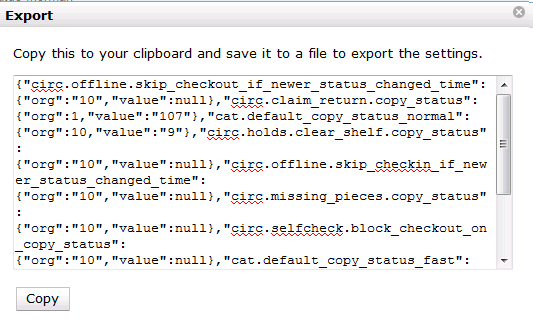 Export
Copy this to your clipboard and save it to a file to export the settings.
{"circ.offline.skip_checkout_if_newer_status_changed_time":
{"org":"10","value":null},"circ.claim_return.copy_status":
{"org":1,"value":"107"},"cat.default_copy_status_normal":
{"org":10,"value":"9"},"circ.holds.clear_shelf.copy_status"
:
{"org":"10","value":null},"circ.offline.skip_checkin_if_new
er_status_changed_time":
{"org":"10","value":null},"circ.missing_pieces.copy_status"
:
{"org":"10","value":null},"circ.selfcheck.block_checkout_on
_copy_status":
{"org":"10","value":null},"cat.default_copy_status_fast":
Copy